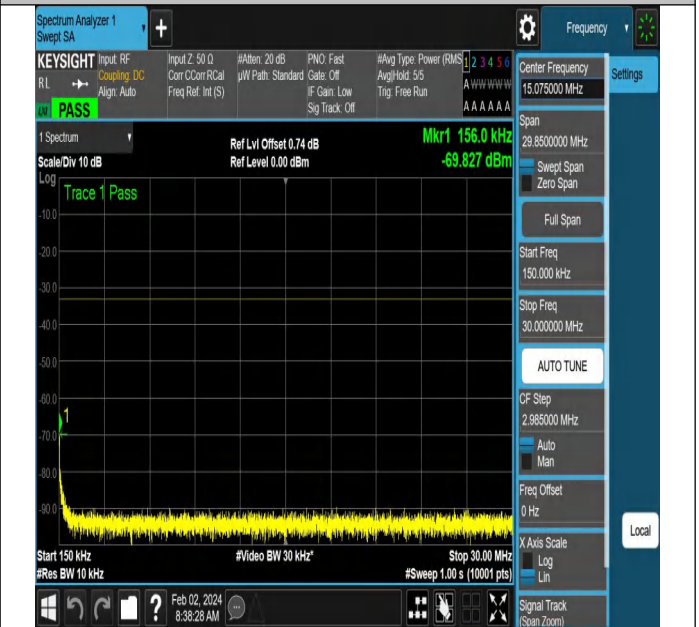 Spectrum Analyzer 1
Swept SA
+
Frequency
KEYSIGHT
RL
Align: Auto
PASS
Input: RF
Coupling: DC
Input Z: 50 Ω
Corr CCorr RCal
Freq Ref: Int (S)
#Atten: 20 dB
µW Path: Standard
PNO: Fast
Gate: Off
IF Gain: Low
Sig Track: Off
#Avg Type: Power (RMS
Avg|Hold: 5/5
Trig: Free Run
1 2 3 4 5 6
A W W W W W
A A A A A A
1 Spectrum
Scale/Div 10 dB
Ref Lvl Offset 0.74 dB
Ref Level 0.00 dBm
Mkr1 156.0 kHz
-69.827 dBm
Log
Trace 1 Pass
-10.0
-20.0
-30.0
-40.0
-50.0
-60.0
1
-70.0
-80.0
-90.0
Start 150 kHz
#Video BW 30 kHz*
Stop 30.00 MHz
#Res BW 10 kHz
#Sweep 1.00 s (10001 pts)
?
Feb 02, 2024
8:38:28 AM
Center Frequency
15.075000 MHz
Settings
Span
29.8500000 MHz
Swept Span
Zero Span
Full Span
Start Freq
150.000 kHz
Stop Freq
30.000000 MHz
AUTO TUNE
CF Step
2.985000 MHz
Auto
Man
Freq Offset
0 Hz
X Axis Scale
Log
Lin
Local
Signal Track
(Span Zoom)